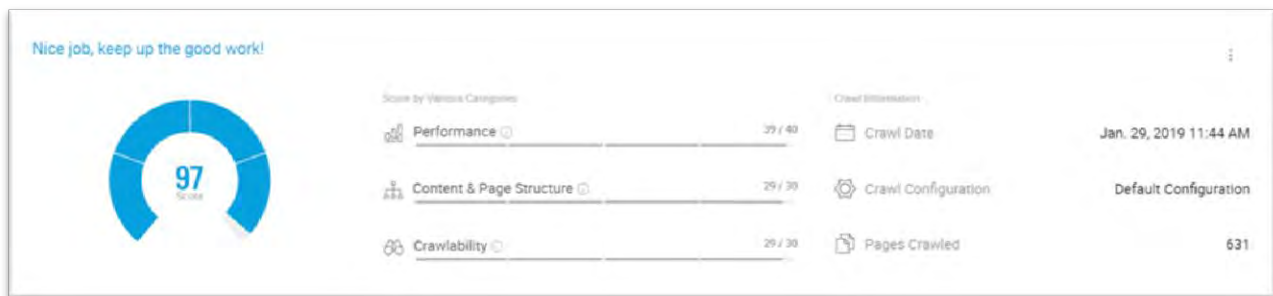 Nice job, keep up the good work!
97
Score
Score by Various Categories
Performance 39 / 40
Content & Page Structure 29 / 30
Crawlability 29 / 30
Crawl Information
Crawl Date Jan. 29, 2019 11:44 AM
Crawl Configuration Default Configuration
Pages Crawled 631